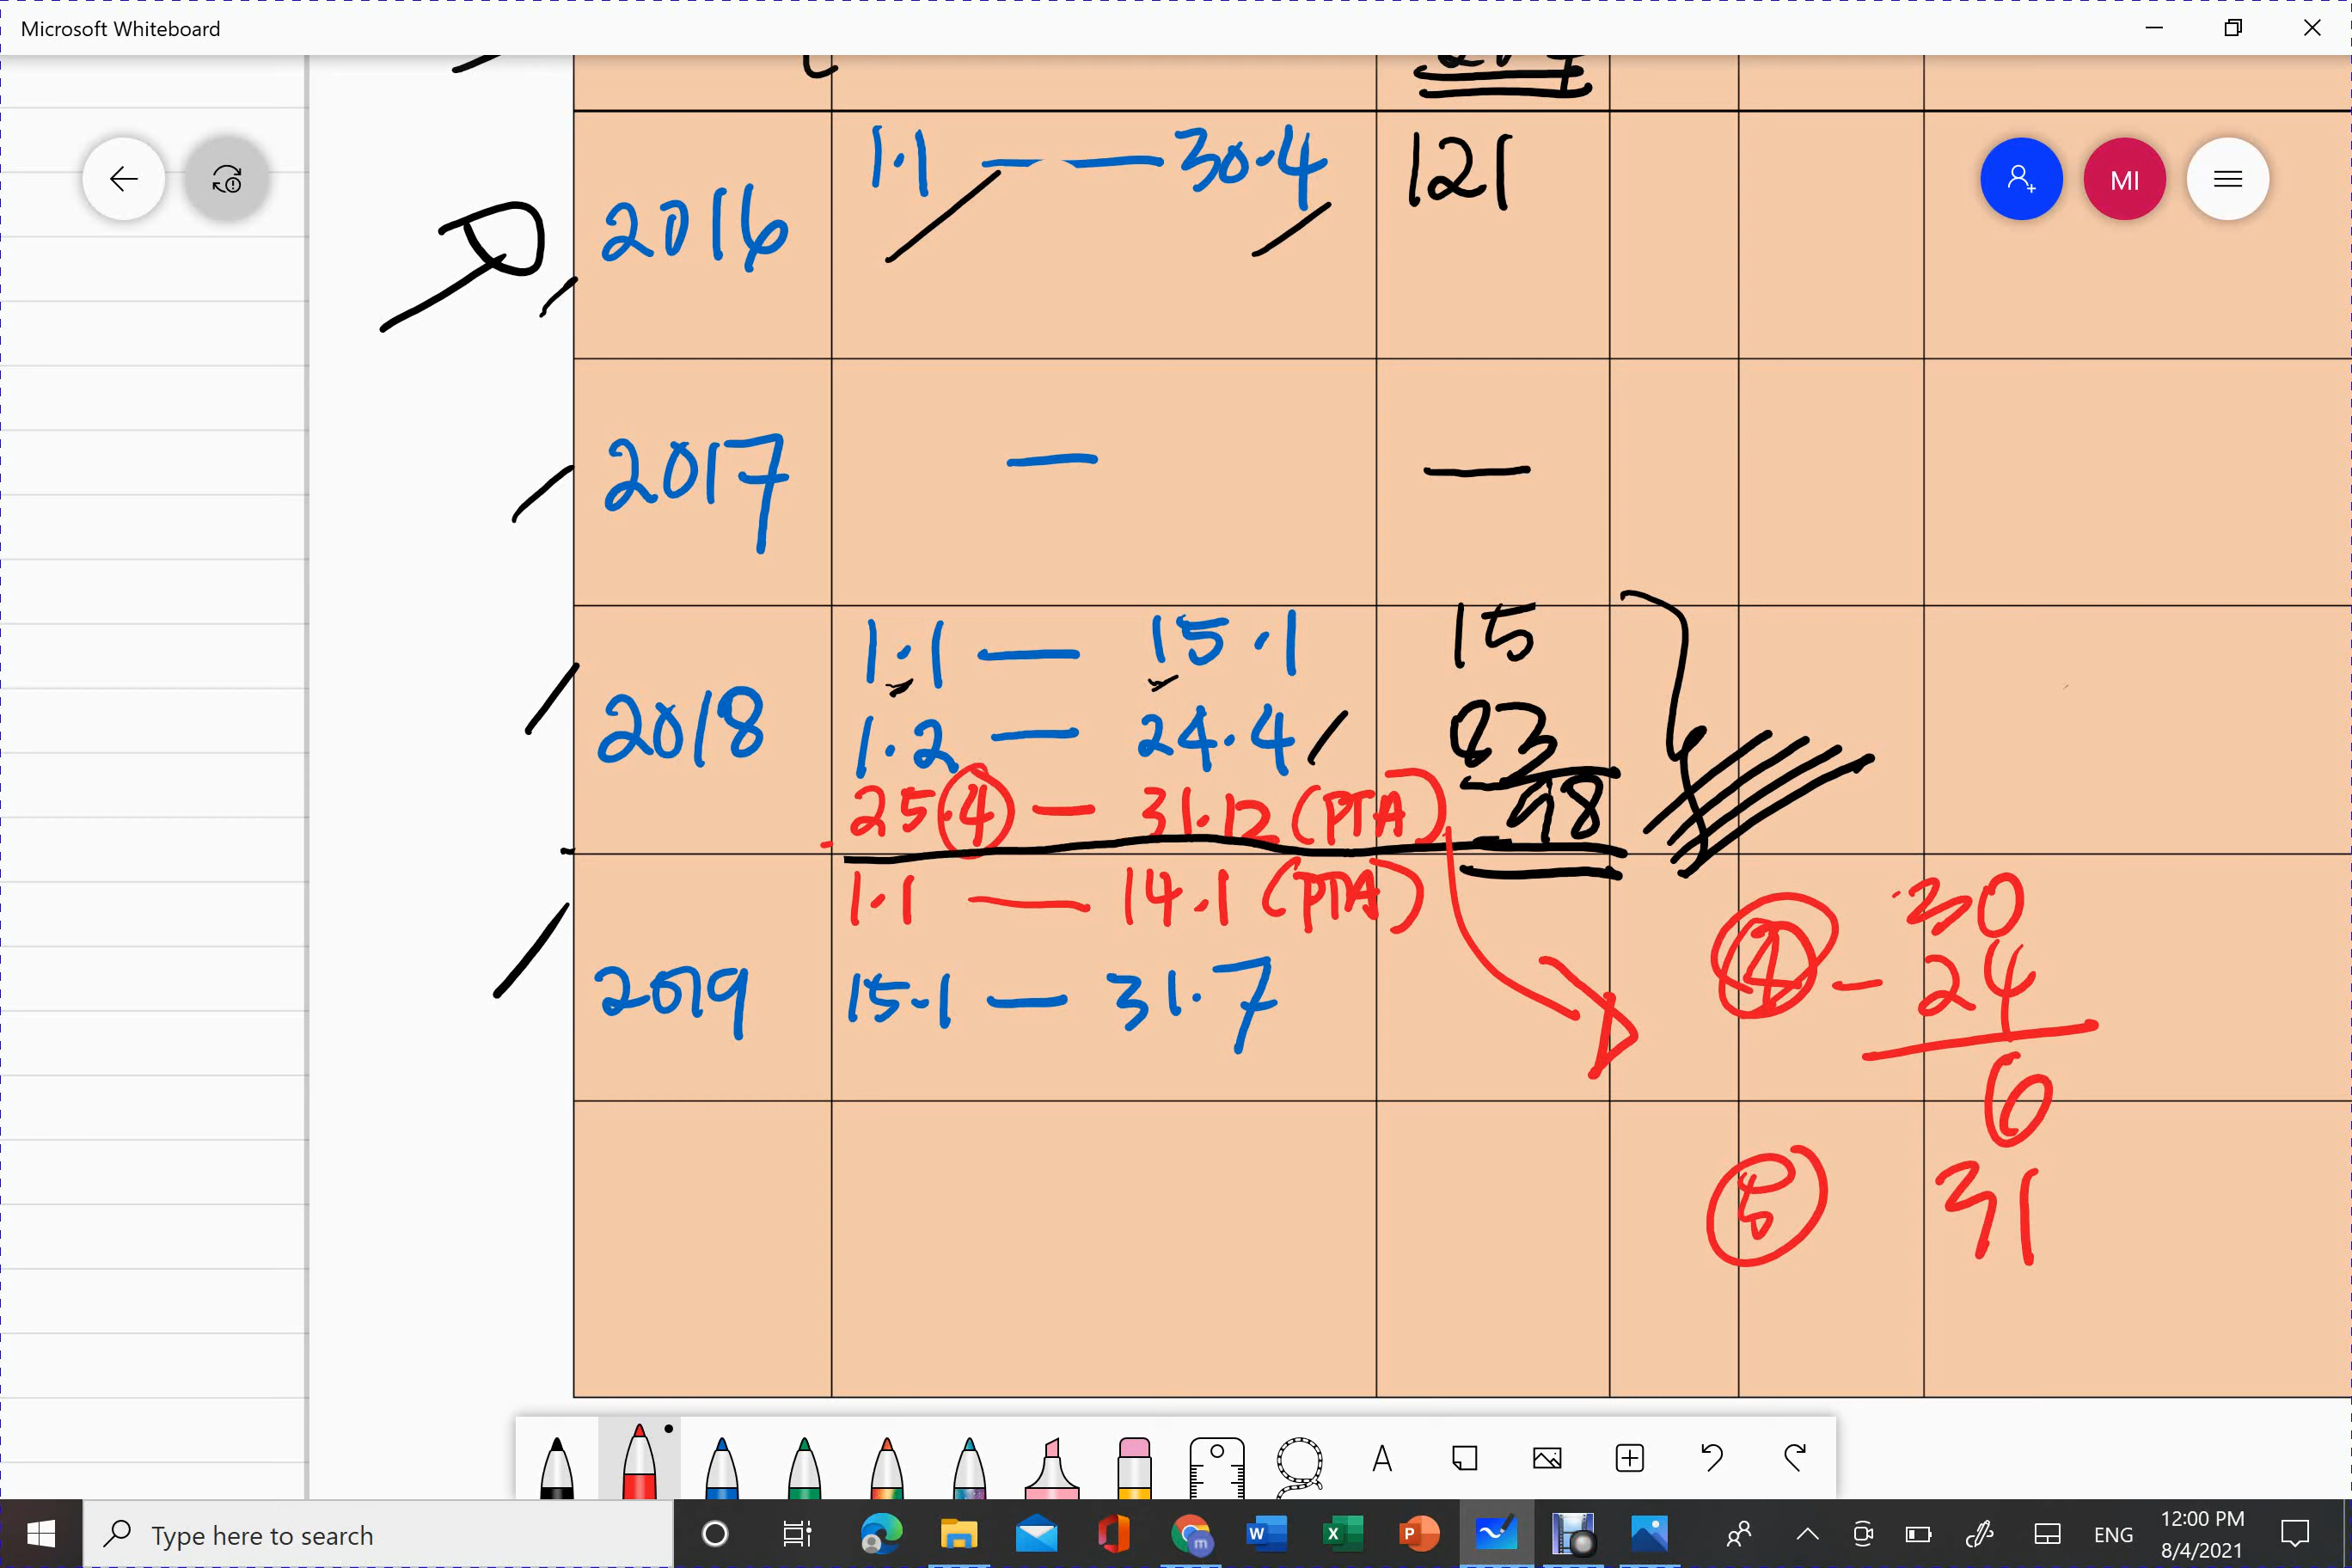 Microsoft Whiteboard
MI
2016 1.1 — 30.4 121
2017 — —
2018
1.1 — 15.1 15
1.2 — 24.4 83
25.4 — 31.12 (PTA) 98
2019
1.1 — 14.1 (PTA)
15.1 — 31.7
4 - 30
24
6
5 31
A
Type here to search
ENG
12:00 PM
8/4/2021